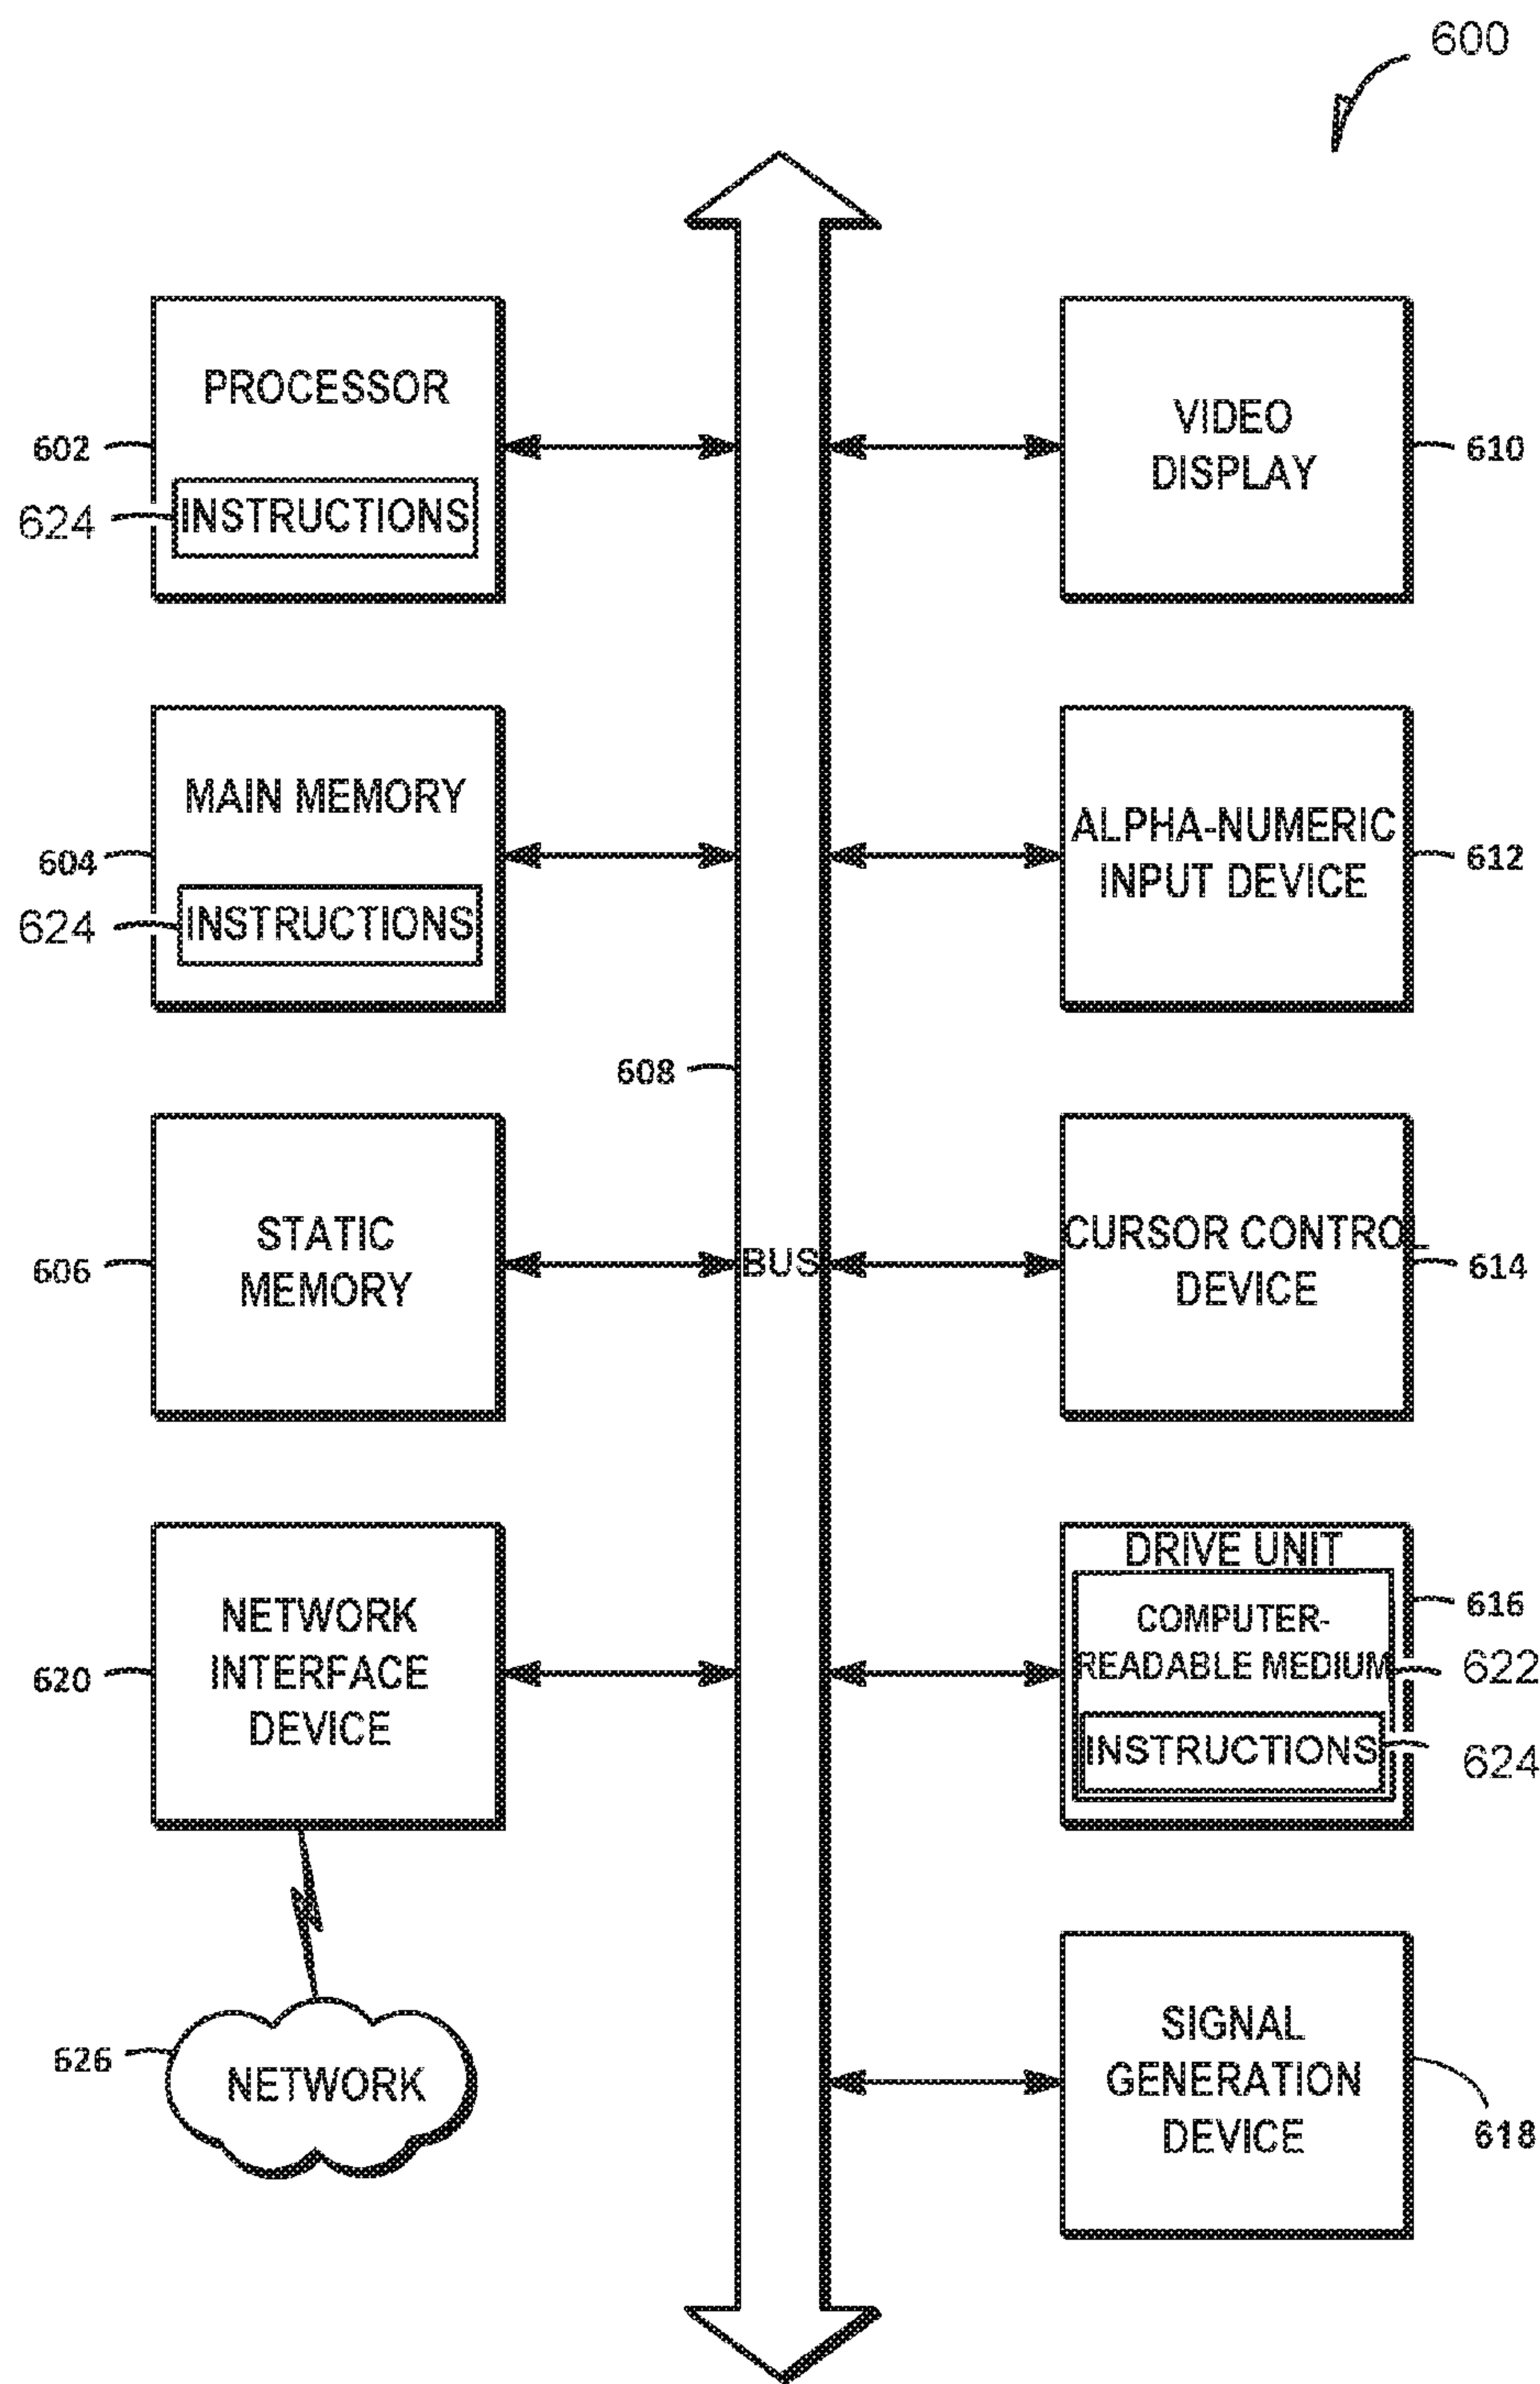 600
PROCESSOR
602
624
INSTRUCTIONS
VIDEO
DISPLAY
610
MAIN MEMORY
604
624
INSTRUCTIONS
ALPHA-NUMERIC
INPUT DEVICE
612
608
STATIC
MEMORY
606
BUS
CURSOR CONTROL
DEVICE
614
NETWORK
INTERFACE
DEVICE
620
DRIVE UNIT
616
COMPUTER-
READABLE MEDIUM
622
INSTRUCTIONS
624
626
NETWORK
SIGNAL
GENERATION
DEVICE
618